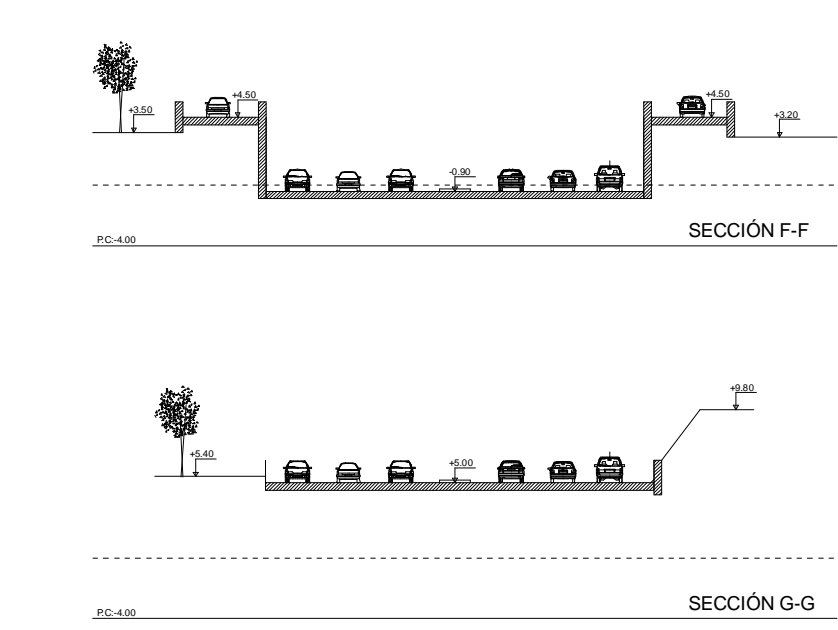 +4.50
+4.50
+3.50
+3.20
-0.90
SECCIÓN F-F
P.C:-4.00
+9.80
+5.40
+5.00
SECCIÓN G-G
P.C:-4.00